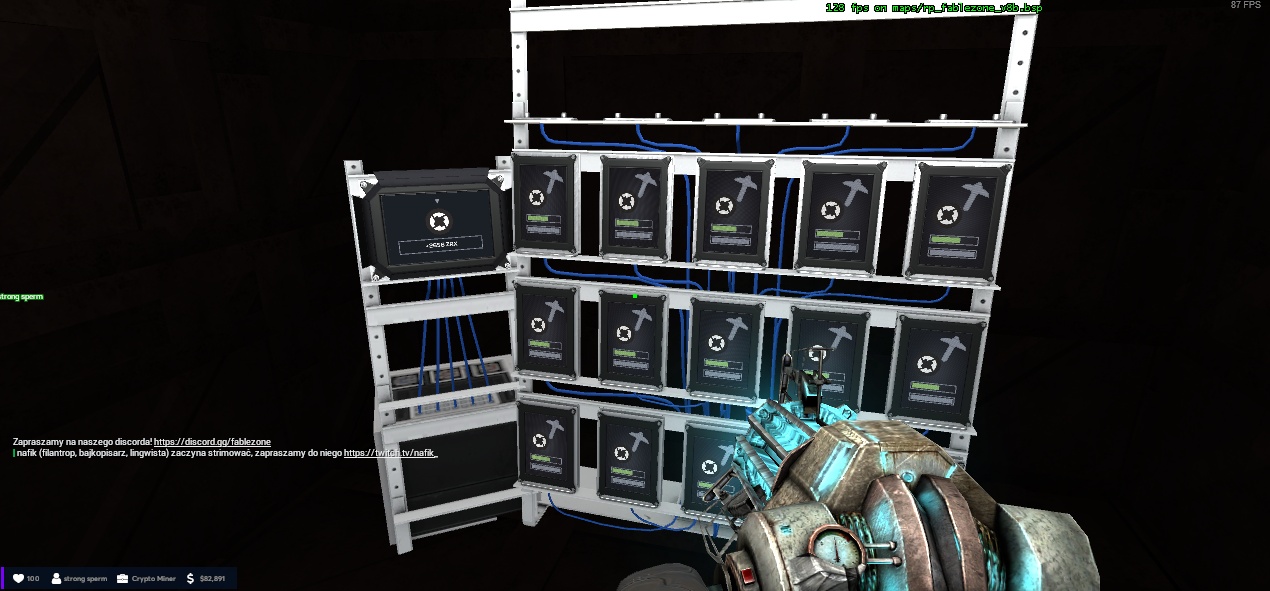 128 fps on maps/rp_fablezone_v8b.bsp
87 FPS
strong sperm
Zapraszamy na naszego discorda! https://discord.gg/fablezone
nafik (filantrop, bajkopisarz, lingwista) zaczyna strimować, zapraszamy do niego https://twitch.tv/nafik_
100
strong sperm
Crypto Miner
$82,891